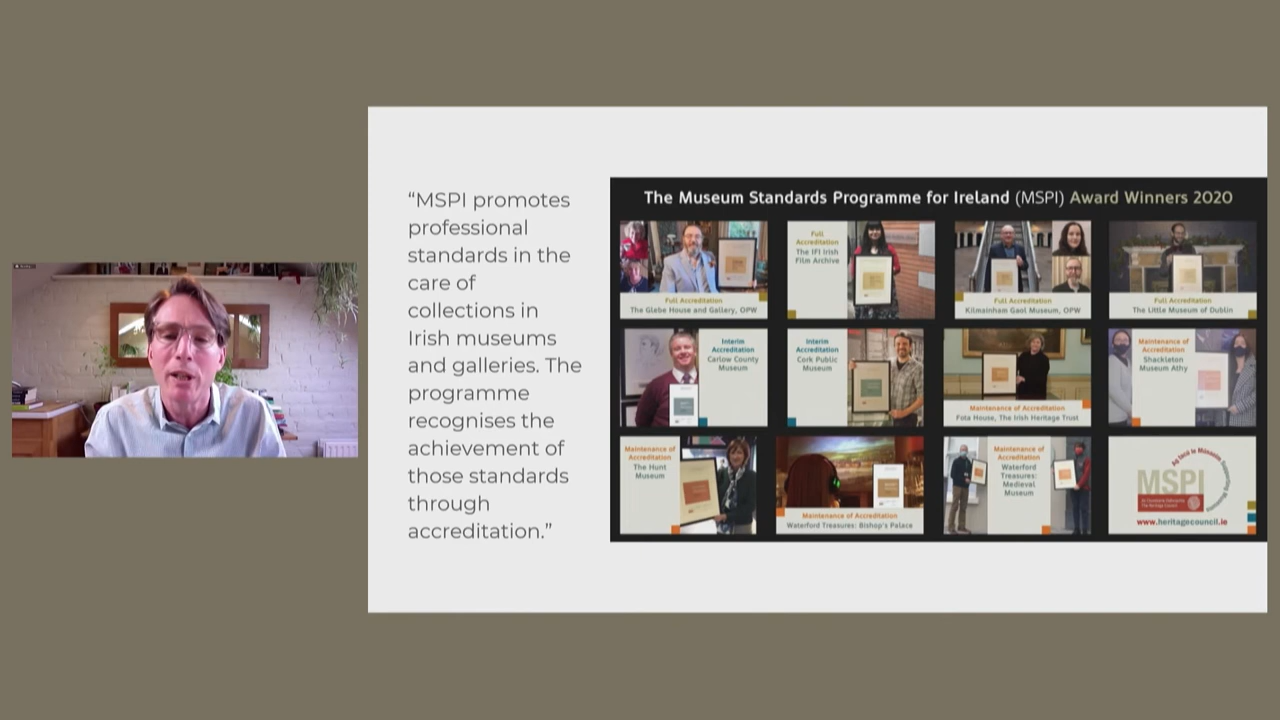 “MSPI promotes
professional
standards in the
care of
collections in
Irish museums
and galleries. The
programme
recognises the
achievement of
those standards
through
accreditation.”
The Museum Standards Programme for Ireland (MSPI) Award Winners 2020
Full Accreditation
The Glebe House and Gallery, OPW
Full
Accreditation
The IFI Irish
Film Archive
Full Accreditation
Kilmainham Gaol Museum, OPW
Full Accreditation
The Little Museum of Dublin
Interim
Accreditation
Carlow County
Museum
Interim
Accreditation
Cork Public
Museum
Maintenance of Accreditation
Fota House, The Irish Heritage Trust
Maintenance of
Accreditation
Shackleton
Museum Athy
Maintenance of
Accreditation
The Hunt
Museum
Maintenance of Accreditation
Waterford Treasures: Bishop's Palace
Maintenance of
Accreditation
Waterford
Treasures:
Medieval
Museum
MSPI
The Heritage Council
www.heritagecouncil.ie